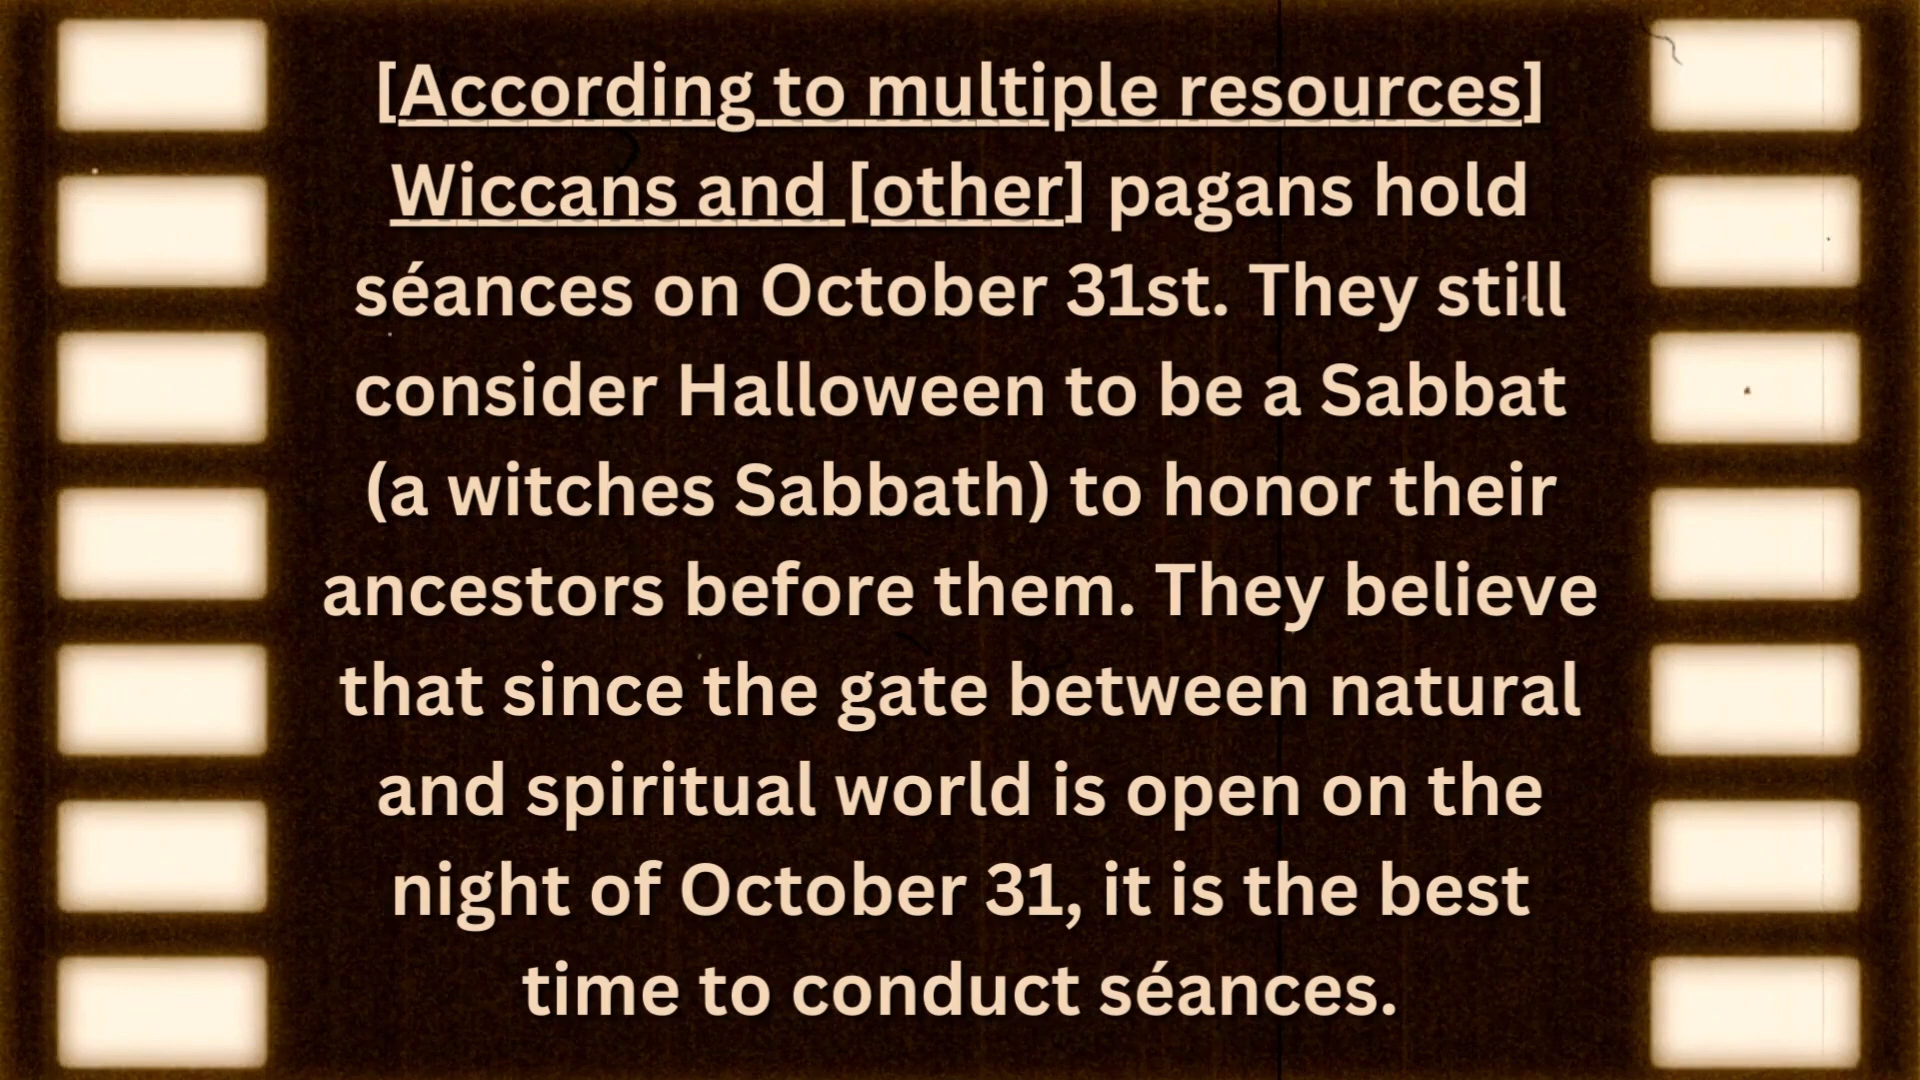 [According to multiple resources]
Wiccans and [other] pagans hold
séances on October 31st. They still
consider Halloween to be a Sabbat
(a witches Sabbath) to honor their
ancestors before them. They believe
that since the gate between natural
and spiritual world is open on the
night of October 31, it is the best
time to conduct séances.